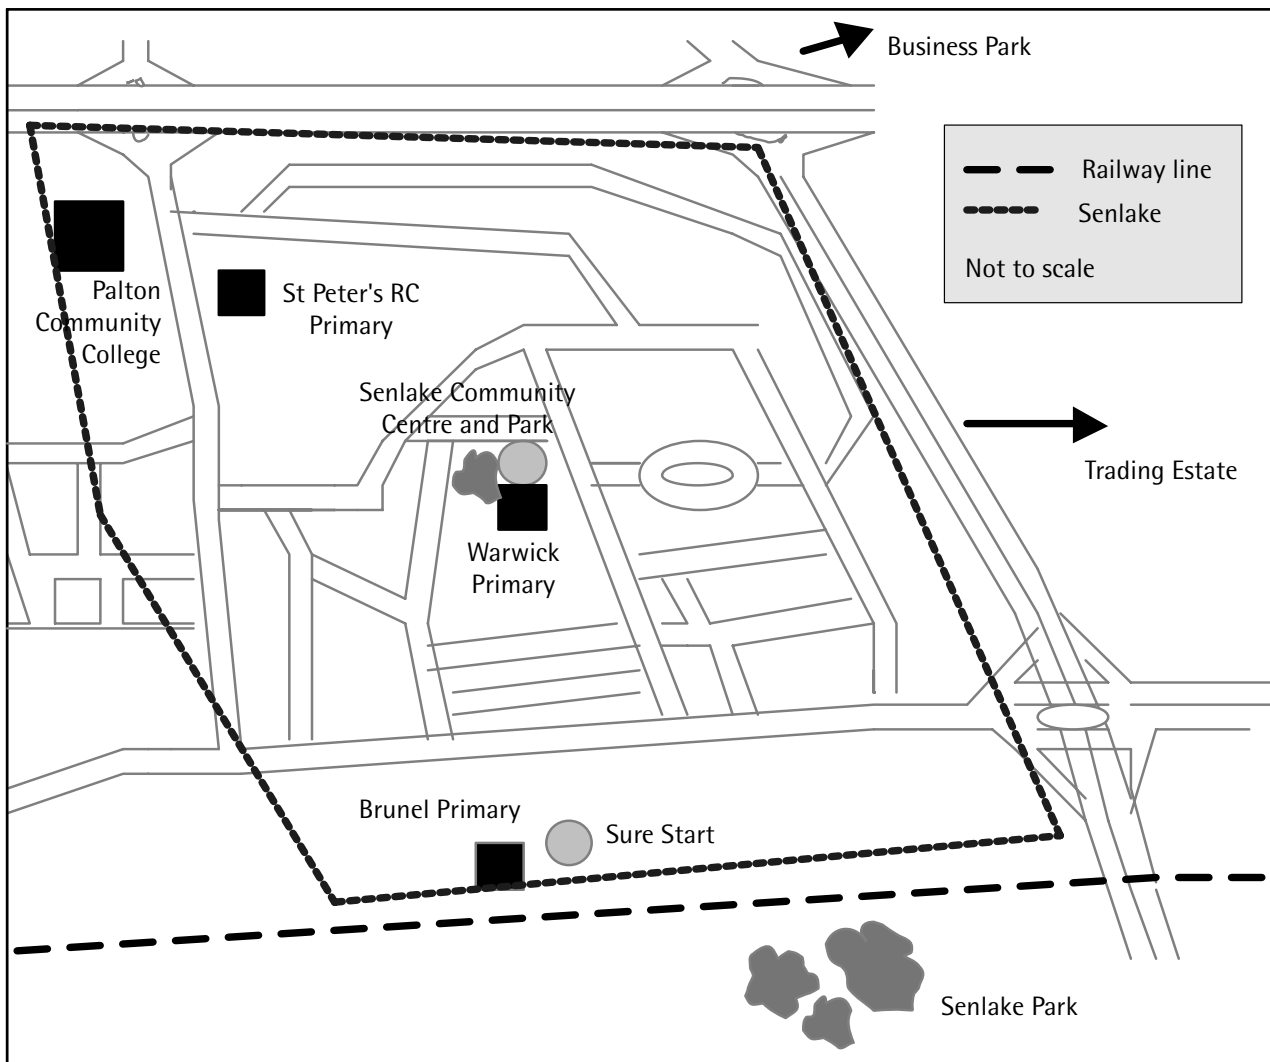 Business Park
Railway line
Senlake
Not to scale
Palton
Community
College
St Peter's RC
Primary
Senlake Community
Centre and Park
Trading Estate
Warwick
Primary
Brunel Primary
Sure Start
Senlake Park